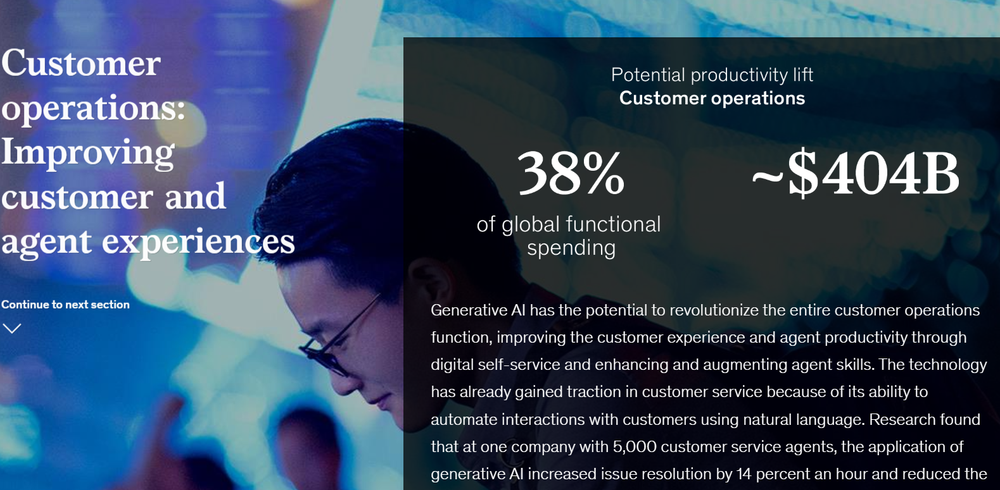 Customer
operations:
Improving
customer and
agent experiences
Continue to next section
Potential productivity lift
Customer operations
38%
of global functional
spending
~$404B
Generative AI has the potential to revolutionize the entire customer operations
function, improving the customer experience and agent productivity through
digital self-service and enhancing and augmenting agent skills. The technology
has already gained traction in customer service because of its ability to
automate interactions with customers using natural language. Research found
that at one company with 5,000 customer service agents, the application of
generative AI increased issue resolution by 14 percent an hour and reduced the